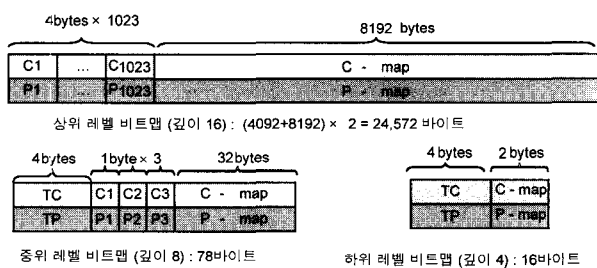 4bytes × 1023
8192 bytes
C1 ... C1023 C - map
P1 ... P1023 P - map
상위 레벨 비트맵 (깊이 16) : (4092+8192) × 2 = 24,572 바이트
4bytes 1byte × 3 32bytes
TC C1 C2 C3 C - map
TP P1 P2 P3 P - map
중위 레벨 비트맵 (깊이 8) : 78바이트
4 bytes 2 bytes
TC C - map
TP P - map
하위 레벨 비트맵 (깊이 4) : 16바이트